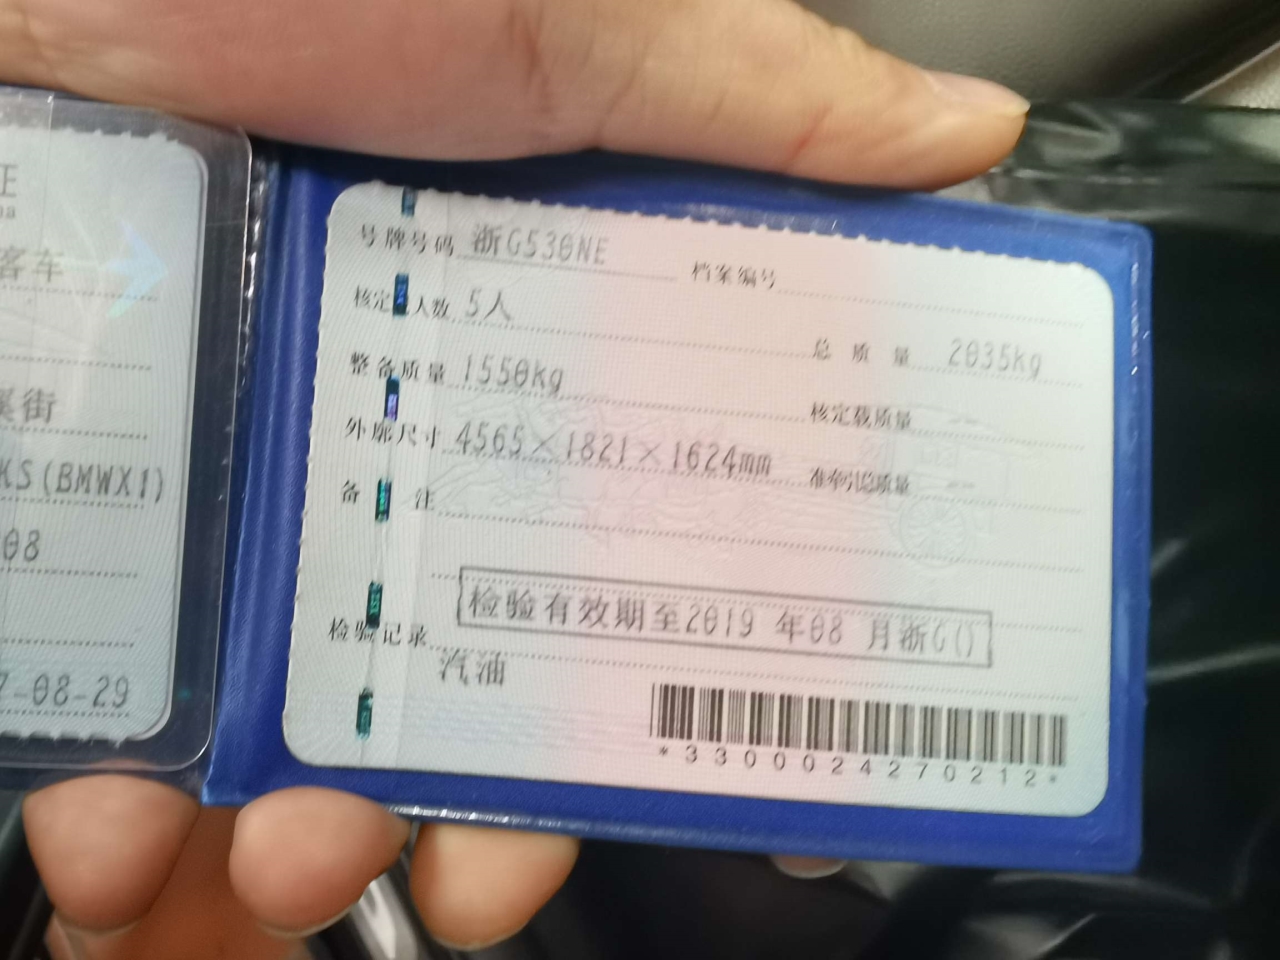 证
na
客车
溪街
KS(BMWX1)
08
7-08-29
号牌号码 浙G530NE 档案编号
核定 人数 5人 总质量 2035kg
整备质量 1550kg 核定载质量
外廓尺寸 4565×1821×1624mm 准牵引总质量
备注
检验有效期至2019 年08 月浙G()
检验记录
汽油
*3300024270212*